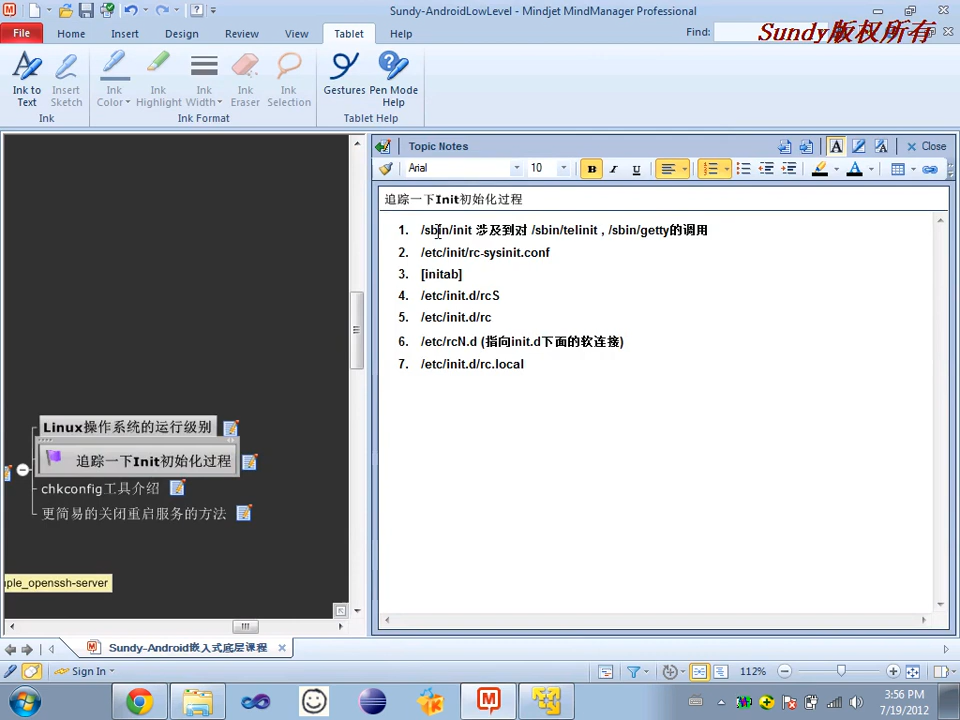 Sundy-AndroidLowLevel - Mindjet MindManager Professional
File Home Insert Design Review View Tablet Help Find:
Sundy版权所有
Ink to Text
Insert Sketch
Ink Color
Ink Highlight
Ink Width
Ink Eraser
Ink Selection
Gestures
Pen Mode Help
Ink
Ink Format
Tablet Help
Topic Notes
Close
Arial 10 B I U
追踪一下Init初始化过程
1. /sbin/init 涉及到对 /sbin/telinit , /sbin/getty的调用
2. /etc/init/rc-sysinit.conf
3. [initab]
4. /etc/init.d/rcS
5. /etc/init.d/rc
6. /etc/rcN.d (指向init.d下面的软连接)
7. /etc/init.d/rc.local
Linux操作系统的运行级别
追踪一下Init初始化过程
chkconfig工具介绍
更简易的关闭重启服务的方法
ple_openssh-server
Sundy-Android嵌入式底层课程
Sign In
112%
3:56 PM
7/19/2012